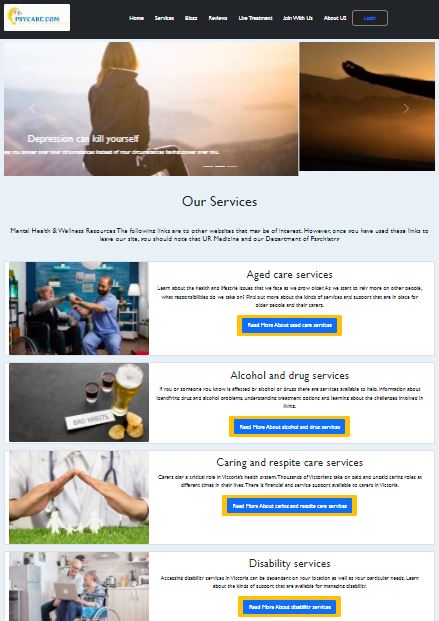 The
PSYCARE.COM
Home Services Blogs Reviews Live Treatment Join With Us About US Login
Depression can kill yourself
you power over your circumstances instead of your circumstances having power over you.
Our Services
Mental Health & Wellness Resources The following links are to other websites that may be of interest. However, once you have used these links to
leave our site, you should note that UR Medicine and our Department of Psychiatry
Aged care services
Learn about the health and lifestyle issues that we face as we grow older. As we start to rely more on other people,
what responsibilities do we take on? Find out more about the kinds of services and support that are in place for
older people and their carers.
Read More About aged care services
BAD HABITS
Alcohol and drug services
If you or someone you know is affected by alcohol or drugs there are services available to help. Information about
identifying drug and alcohol problems, understanding treatment options and learning about the challenges involved in
living.
Read More About alcohol and drug services
Caring and respite care services
Carers play a critical role in Victoria's health system. Thousands of Victorians take on paid and unpaid caring roles at
different times in their lives. There is financial and service support available to carers in Victoria.
Read More About caring and respite care services
Disability services
Accessing disability services in Victoria can be dependent on your location as well as your particular needs. Learn
about the kinds of support that are available for managing disability.
Read More About disability services